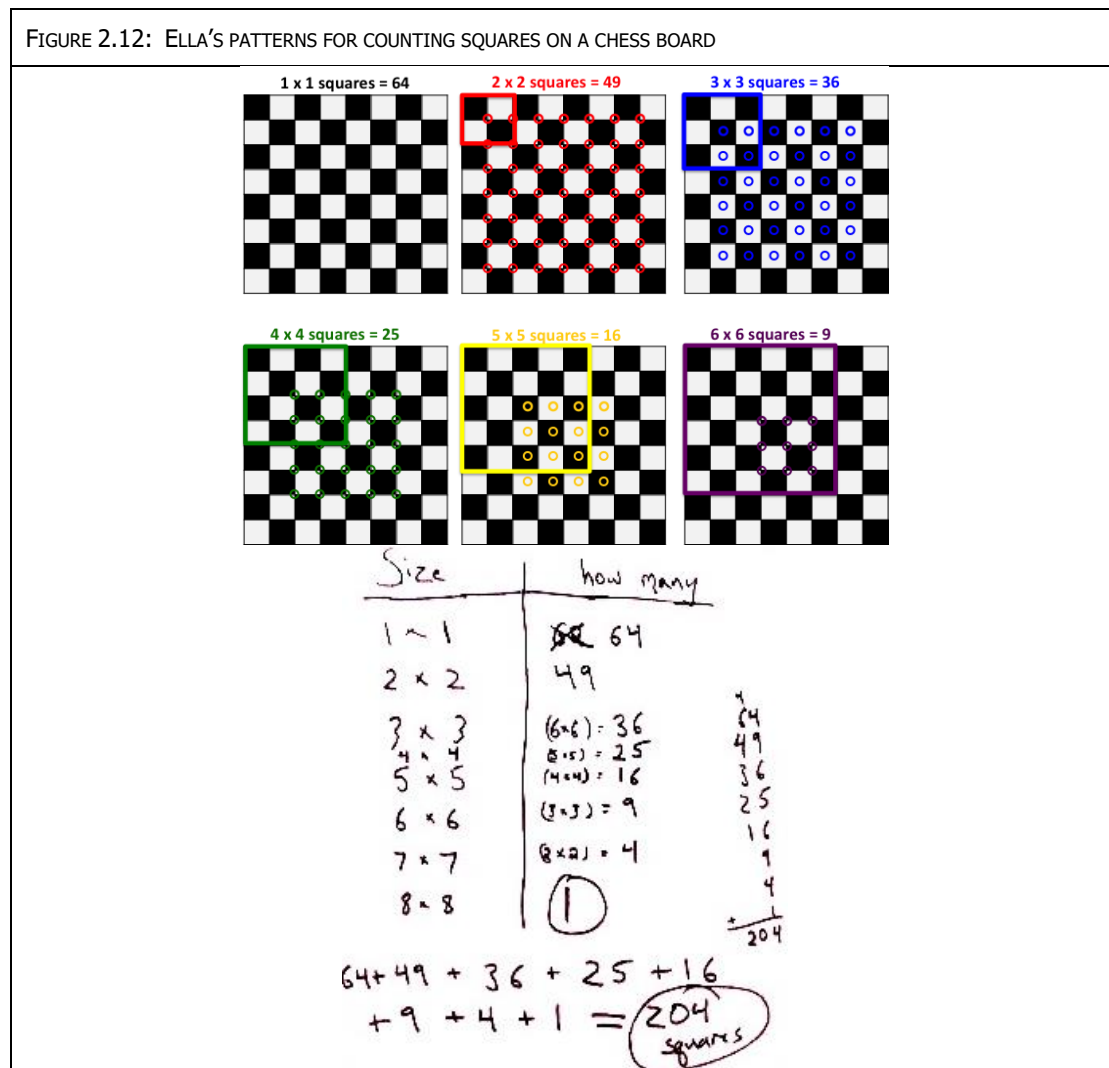 FIGURE 2.12: ELLA'S PATTERNS FOR COUNTING SQUARES ON A CHESS BOARD
1 x 1 squares = 64
2 x 2 squares = 49
3 x 3 squares = 36
4 x 4 squares = 25
5 x 5 squares = 16
6 x 6 squares = 9
Size how many
1 x 1 64
2 x 2 49
3 x 3 (6x6) = 36
4 x 4 (5x5) = 25
5 x 5 (4x4) = 16
6 x 6 (3x3) = 9
7 x 7 (2x2) = 4
8 x 8 1
4
64
49
36
25
16
9
4
+ 1
204
64+ 49 + 36 + 25 + 16
+ 9 + 4 + 1 = 204
squares